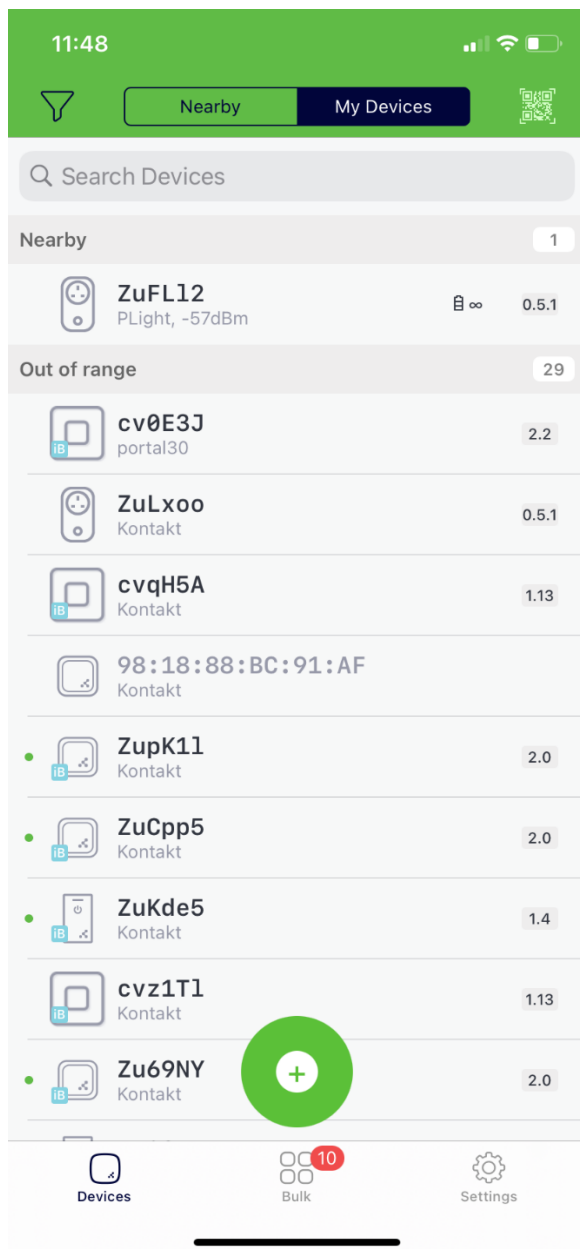 11:48
Nearby My Devices
Search Devices
Nearby 1
ZuFLl2
PLight, -57dBm ∞ 0.5.1
Out of range 29
cv0E3J
portal30 2.2
iB
ZuLxoo
Kontakt 0.5.1
cvqH5A
Kontakt 1.13
iB
98:18:88:BC:91:AF
Kontakt
ZupK1l
Kontakt 2.0
iB
ZuCpp5
Kontakt 2.0
iB
ZuKde5
Kontakt 1.4
iB
cvz1Tl
Kontakt 1.13
iB
Zu69NY
Kontakt 2.0
iB
+
10
Devices Bulk Settings